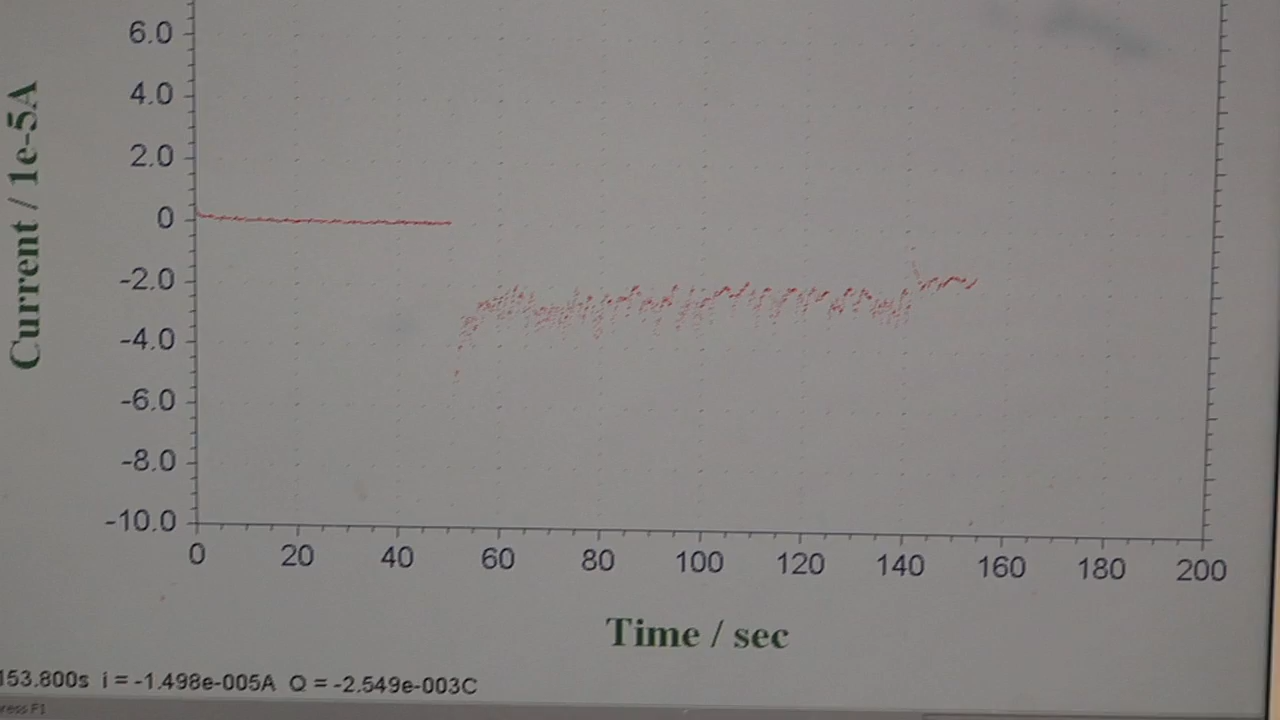 6.0
4.0
2.0
0
-2.0
-4.0
-6.0
-8.0
-10.0
Current / 1e-5A
0 20 40 60 80 100 120 140 160 180 200
Time / sec
153.800s i = -1.498e-005A Q = -2.549e-003C
ress F1